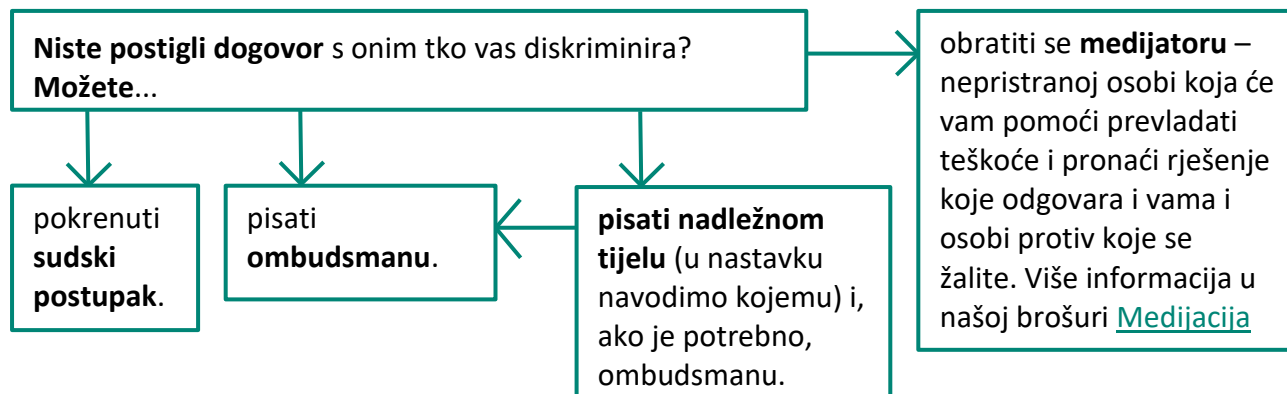 Niste postigli dogovor s onim tko vas diskriminira?
Možete...
pokrenuti
sudski
postupak.
pisati
ombudsmanu.
pisati nadležnom
tijelu (u nastavku
navodimo kojemu) i,
ako je potrebno,
ombudsmanu.
obratiti se medijatoru –
nepristranoj osobi koja će
vam pomoći prevladati
teškoće i pronaći rješenje
koje odgovara i vama i
osobi protiv koje se
žalite. Više informacija u
našoj brošuri Medijacija